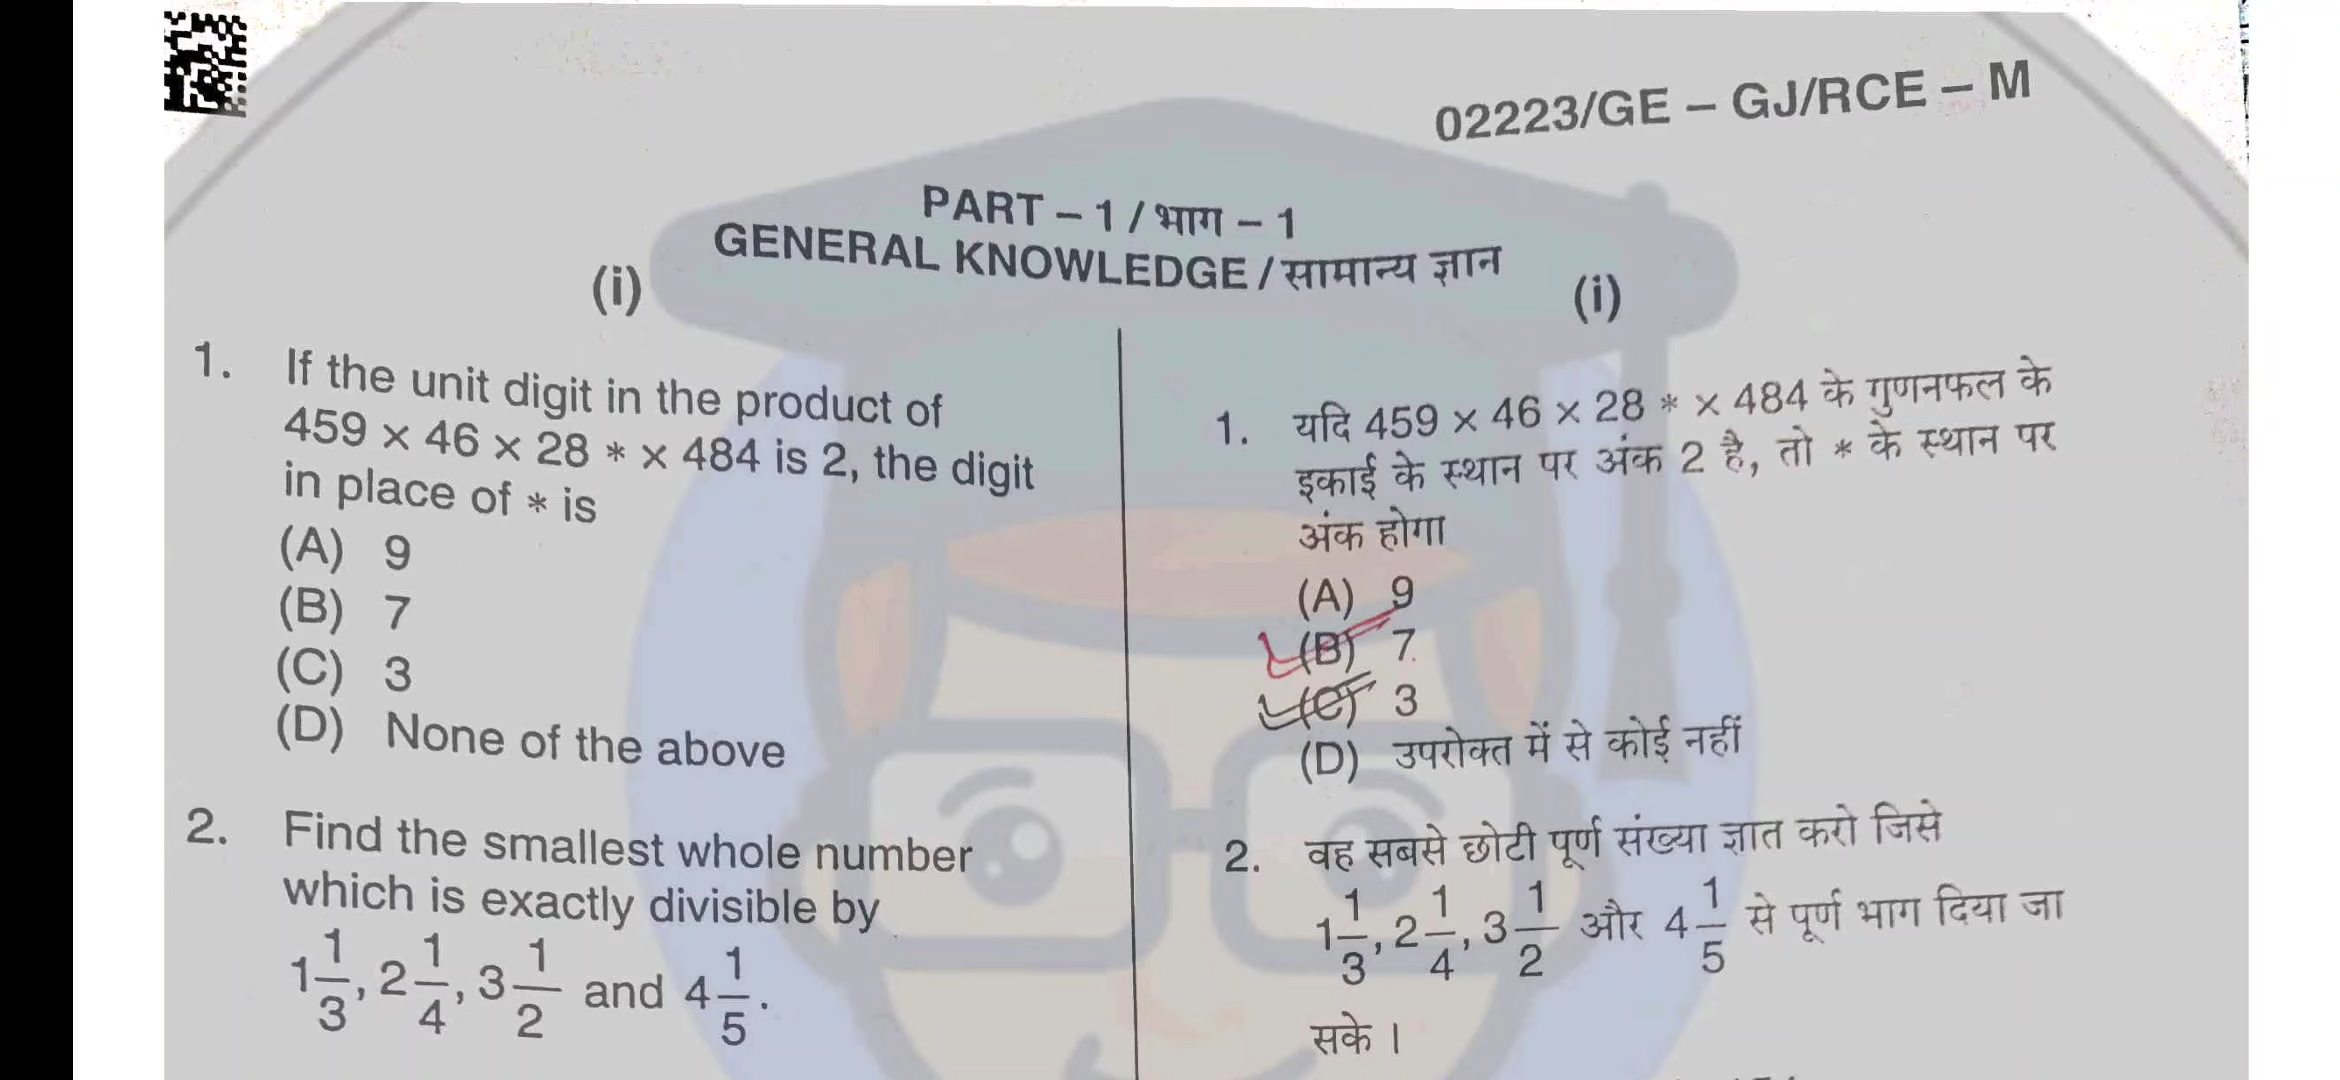 02223/GE – GJ/RCE – M
PART – 1 / भाग – 1
GENERAL KNOWLEDGE / सामान्य ज्ञान
(i)
1. If the unit digit in the product of
459 × 46 × 28 * × 484 is 2, the digit
in place of * is
(A) 9
(B) 7
(C) 3
(D) None of the above
2. Find the smallest whole number
which is exactly divisible by
1 1/3, 2 1/4, 3 1/2 and 4 1/5.
(i)
1. यदि 459 × 46 × 28 * × 484 के गुणनफल के
इकाई के स्थान पर अंक 2 है, तो * के स्थान पर
अंक होगा
(A) 9
(B) 7
(C) 3
(D) उपरोक्त में से कोई नहीं
2. वह सबसे छोटी पूर्ण संख्या ज्ञात करो जिसे
1 1/3, 2 1/4, 3 1/2 और 4 1/5 से पूर्ण भाग दिया जा
सके ।